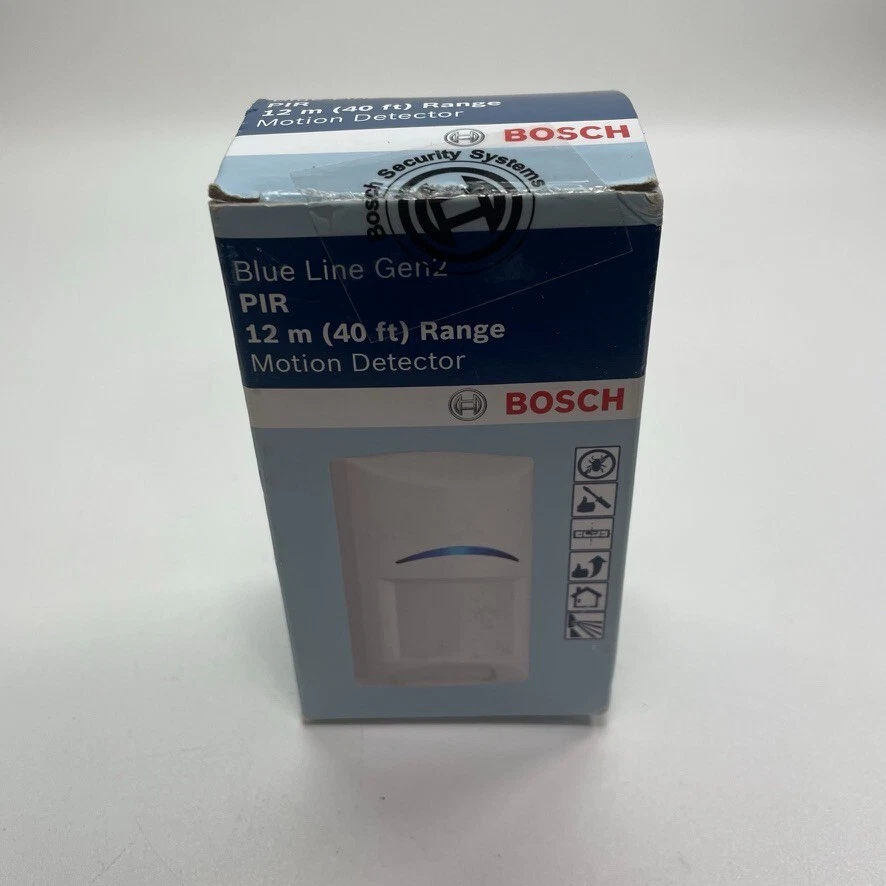 PIR
12 m (40 ft) Range
Motion Detector
BOSCH
Bosch Security Systems
Blue Line Gen2
PIR
12 m (40 ft) Range
Motion Detector
BOSCH